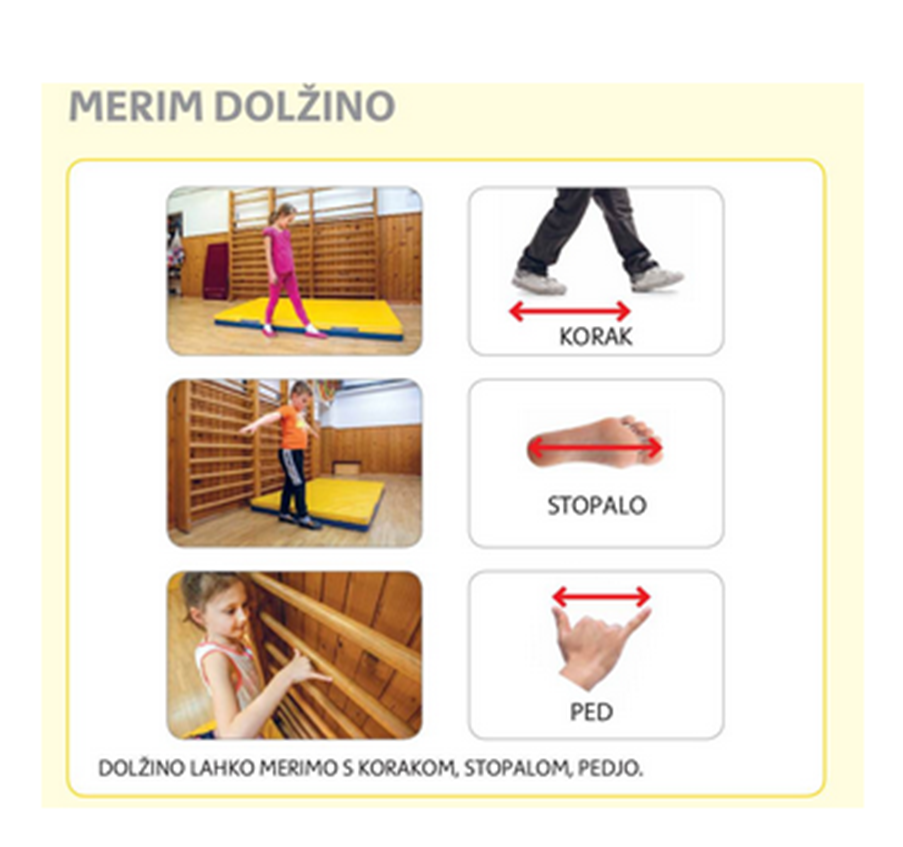 MERIM DOLŽINO
KORAK
STOPALO
PED
DOLŽINO LAHKO MERIMO S KORAKOM, STOPALOM, PEDJO.